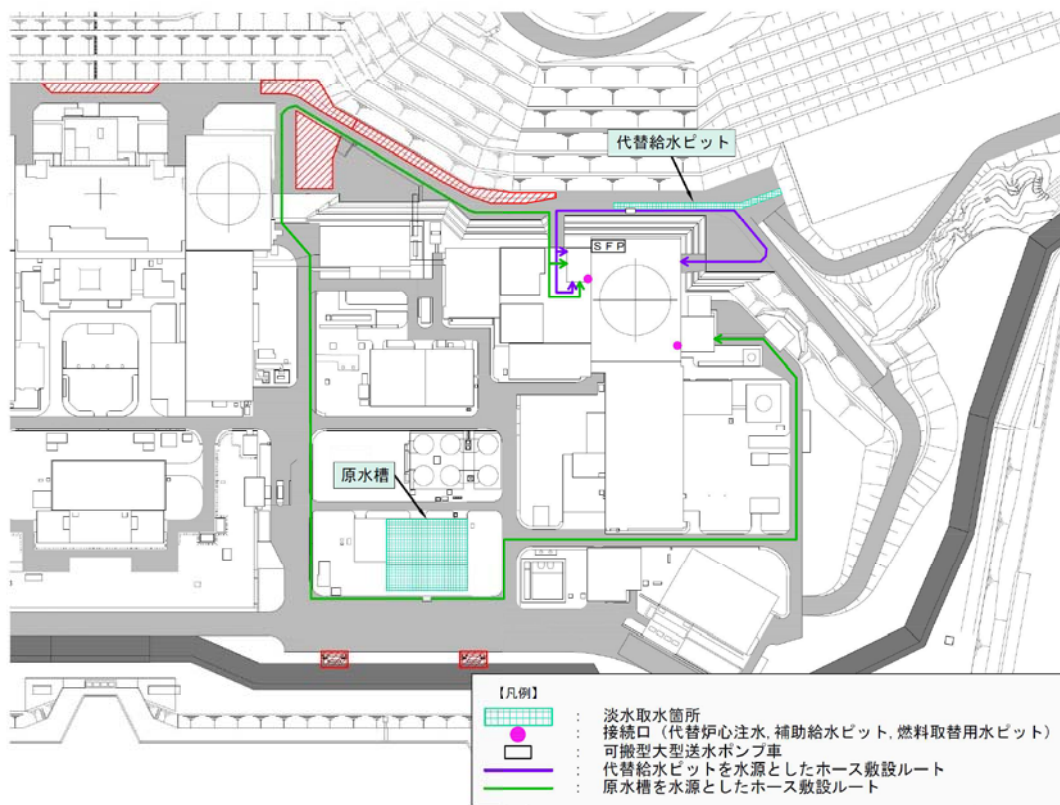 代替給水ピット
SFP
原水槽
【凡例】
： 淡水取水箇所
： 接続口（代替炉心注水，補助給水ピット，燃料取替用水ピット）
： 可搬型大型送水ポンプ車
： 代替給水ピットを水源としたホース敷設ルート
： 原水槽を水源としたホース敷設ルート